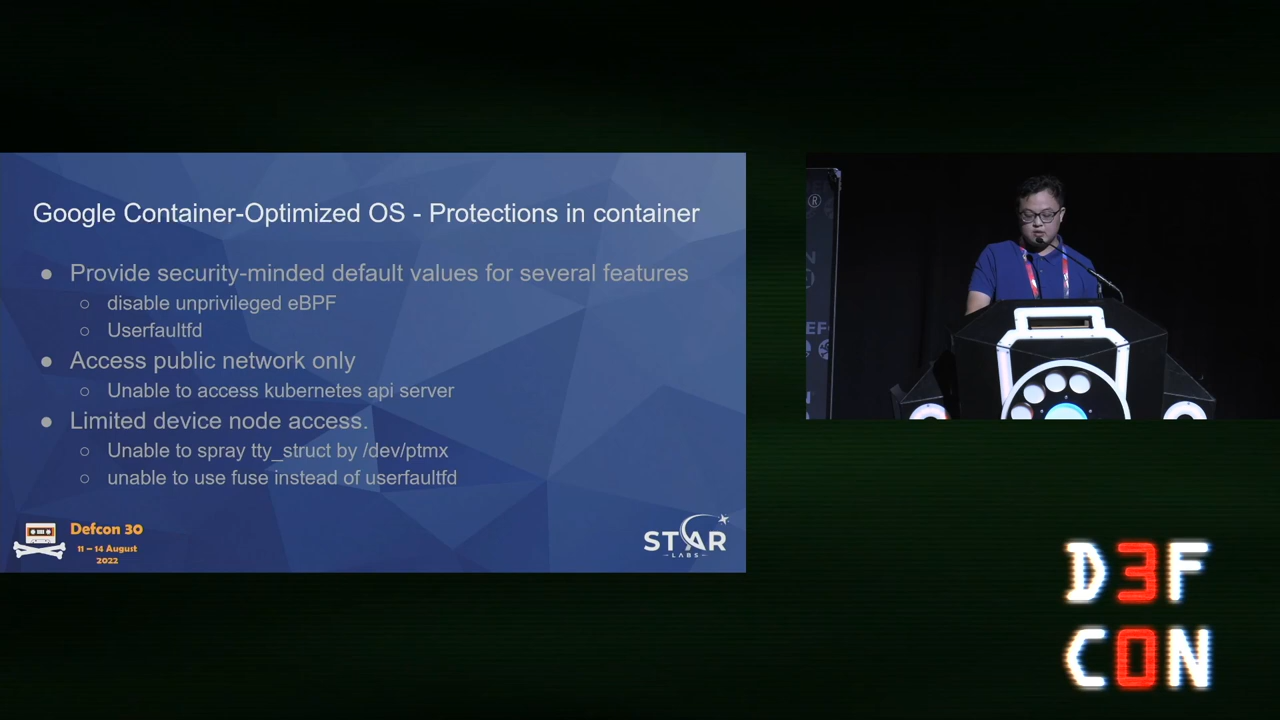 Google Container-Optimized OS - Protections in container
● Provide security-minded default values for several features
○ disable unprivileged eBPF
○ Userfaultfd
● Access public network only
○ Unable to access kubernetes api server
● Limited device node access.
○ Unable to spray tty_struct by /dev/ptmx
○ unable to use fuse instead of userfaultfd
Defcon 30
11 – 14 August
2022
STAR
LABS
®
EF
N
D3F
C0N